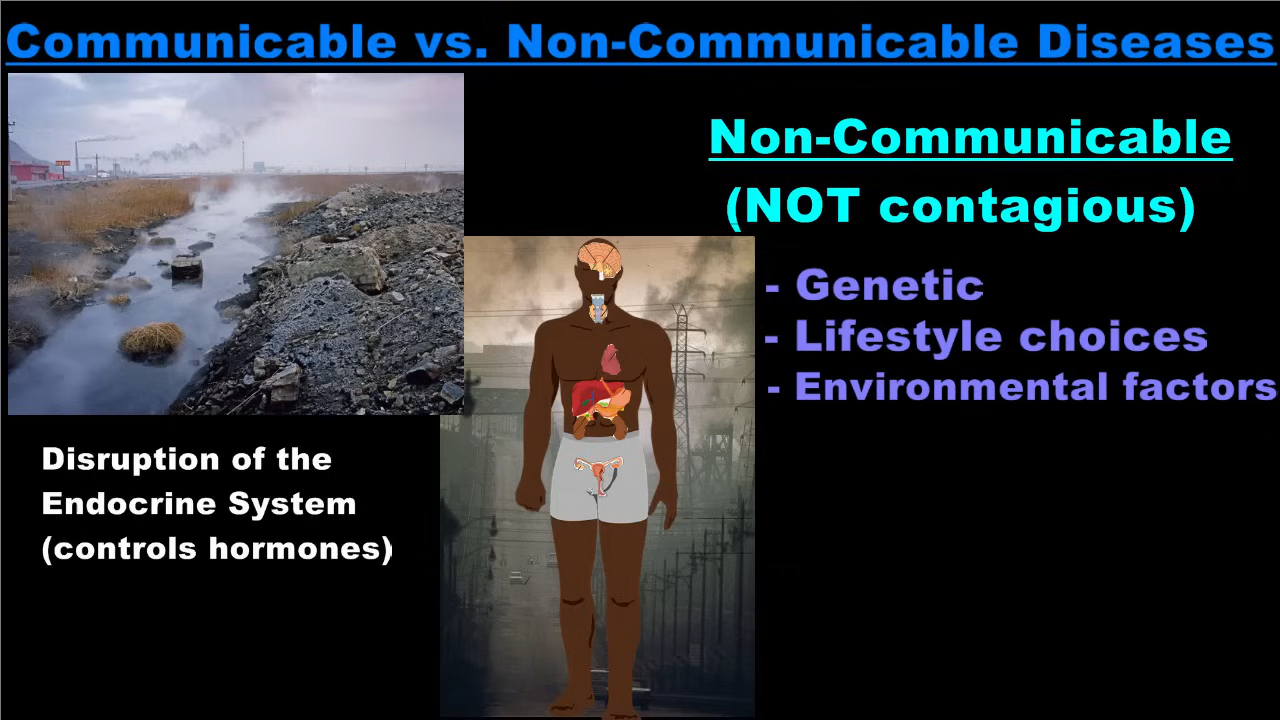 Communicable vs. Non-Communicable Diseases
Non-Communicable
(NOT contagious)
- Genetic
- Lifestyle choices
- Environmental factors
Disruption of the
Endocrine System
(controls hormones)